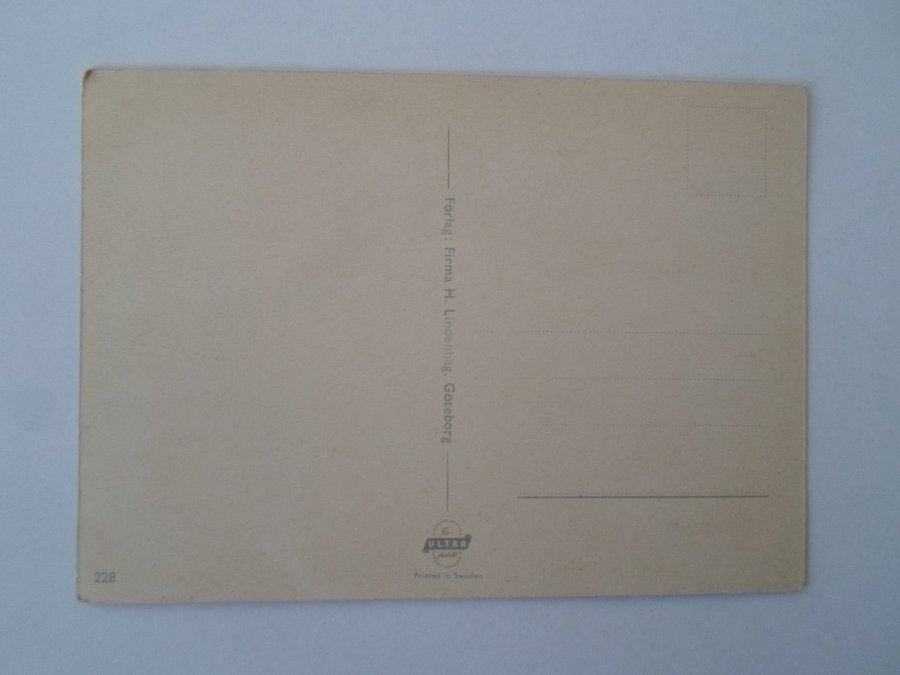 Förlag: Firma H. Lindenhag, Göteborg
ULTRA
Printed in Sweden
228